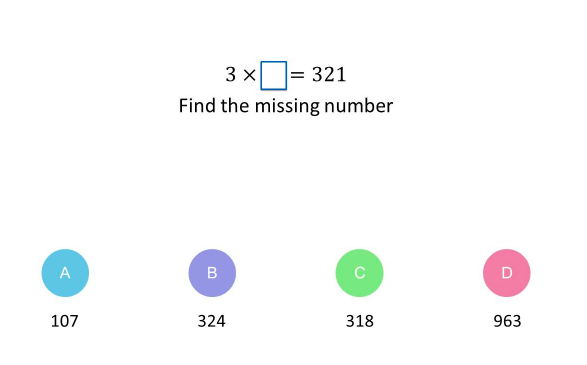 3 × = 321
Find the missing number
A B C D
107 324 318 963